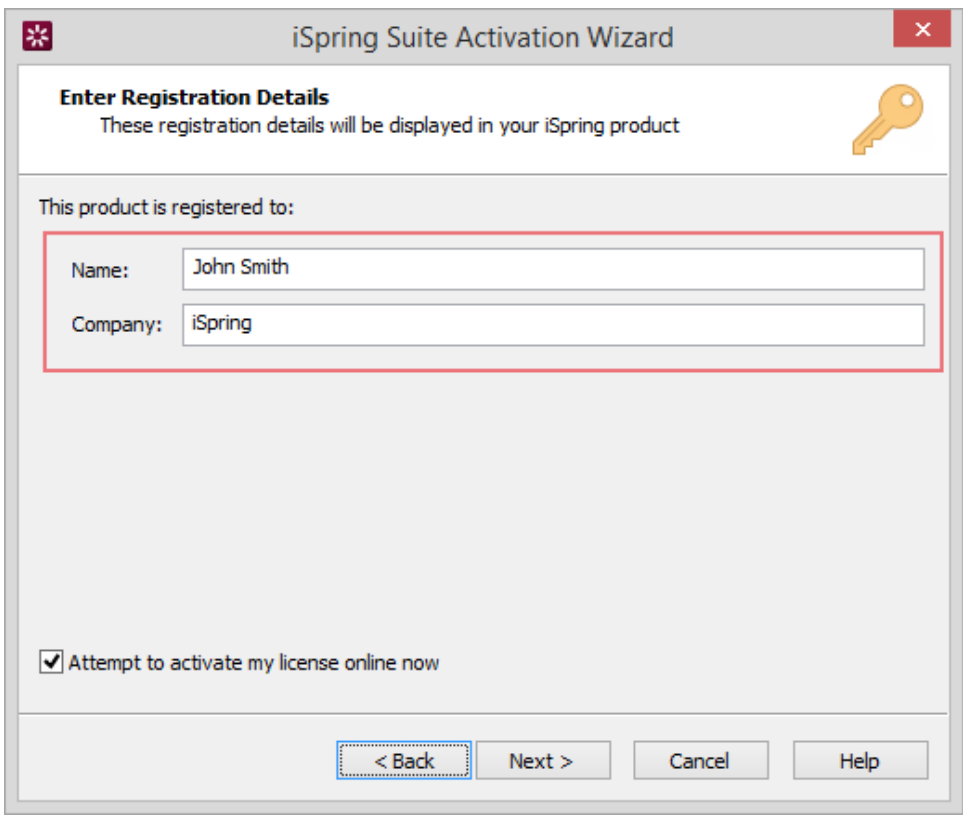 iSpring Suite Activation Wizard
Enter Registration Details
These registration details will be displayed in your iSpring product
This product is registered to:
Name: John Smith
Company: iSpring
Attempt to activate my license online now
< Back Next > Cancel Help